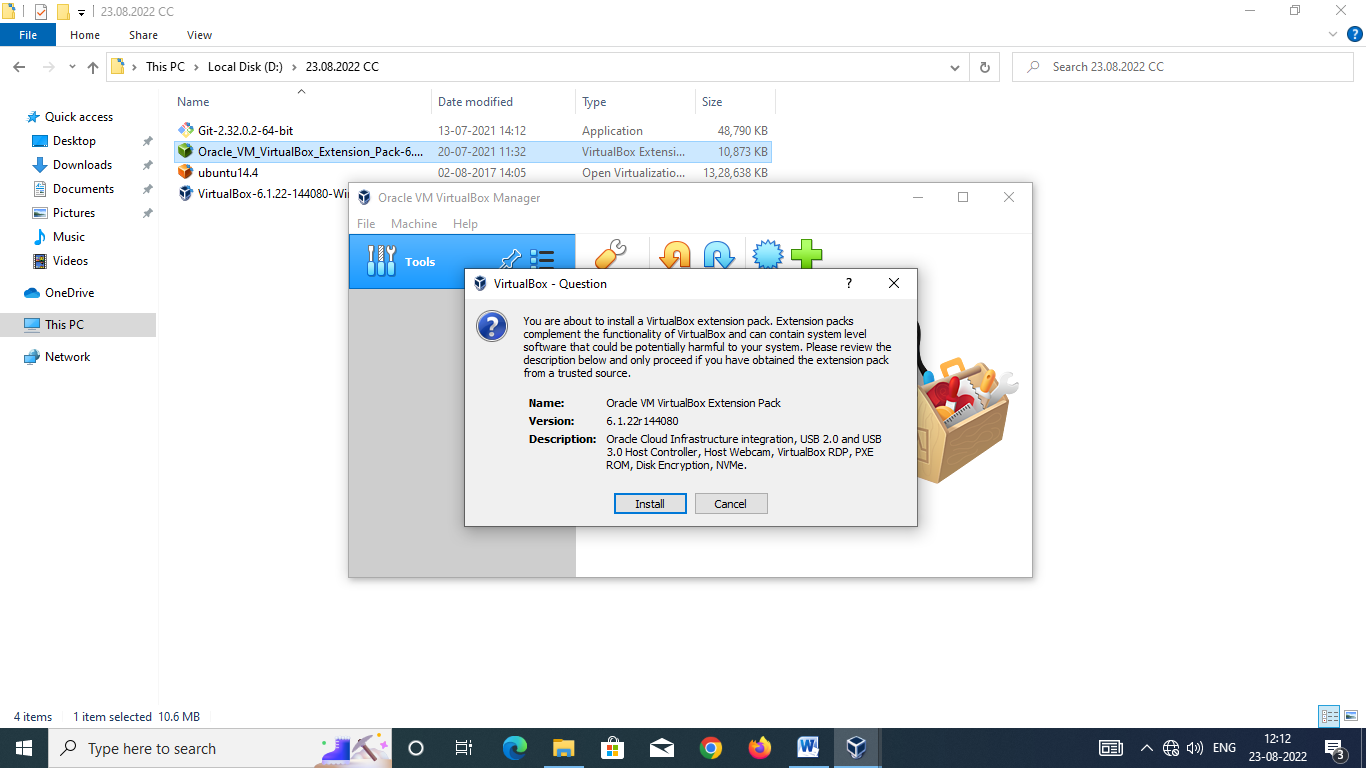 23.08.2022 CC
File Home Share View
This PC Local Disk (D:) 23.08.2022 CC
Search 23.08.2022 CC
Name Date modified Type Size
Quick access
Desktop
Downloads
Documents
Pictures
Music
Videos
OneDrive
This PC
Network
Git-2.32.0.2-64-bit 13-07-2021 14:12 Application 48,790 KB
Oracle_VM_VirtualBox_Extension_Pack-6.... 20-07-2021 11:32 VirtualBox Extensi... 10,873 KB
ubuntu14.4 02-08-2017 14:05 Open Virtualizatio... 13,28,638 KB
VirtualBox-6.1.22-144080-Wi
Oracle VM VirtualBox Manager
File Machine Help
Tools
VirtualBox - Question
You are about to install a VirtualBox extension pack. Extension packs
complement the functionality of VirtualBox and can contain system level
software that could be potentially harmful to your system. Please review the
description below and only proceed if you have obtained the extension pack
from a trusted source.
Name: Oracle VM VirtualBox Extension Pack
Version: 6.1.22r144080
Description: Oracle Cloud Infrastructure integration, USB 2.0 and USB
3.0 Host Controller, Host Webcam, VirtualBox RDP, PXE
ROM, Disk Encryption, NVMe.
Install Cancel
4 items 1 item selected 10.6 MB
Type here to search
ENG
12:12
23-08-2022
3